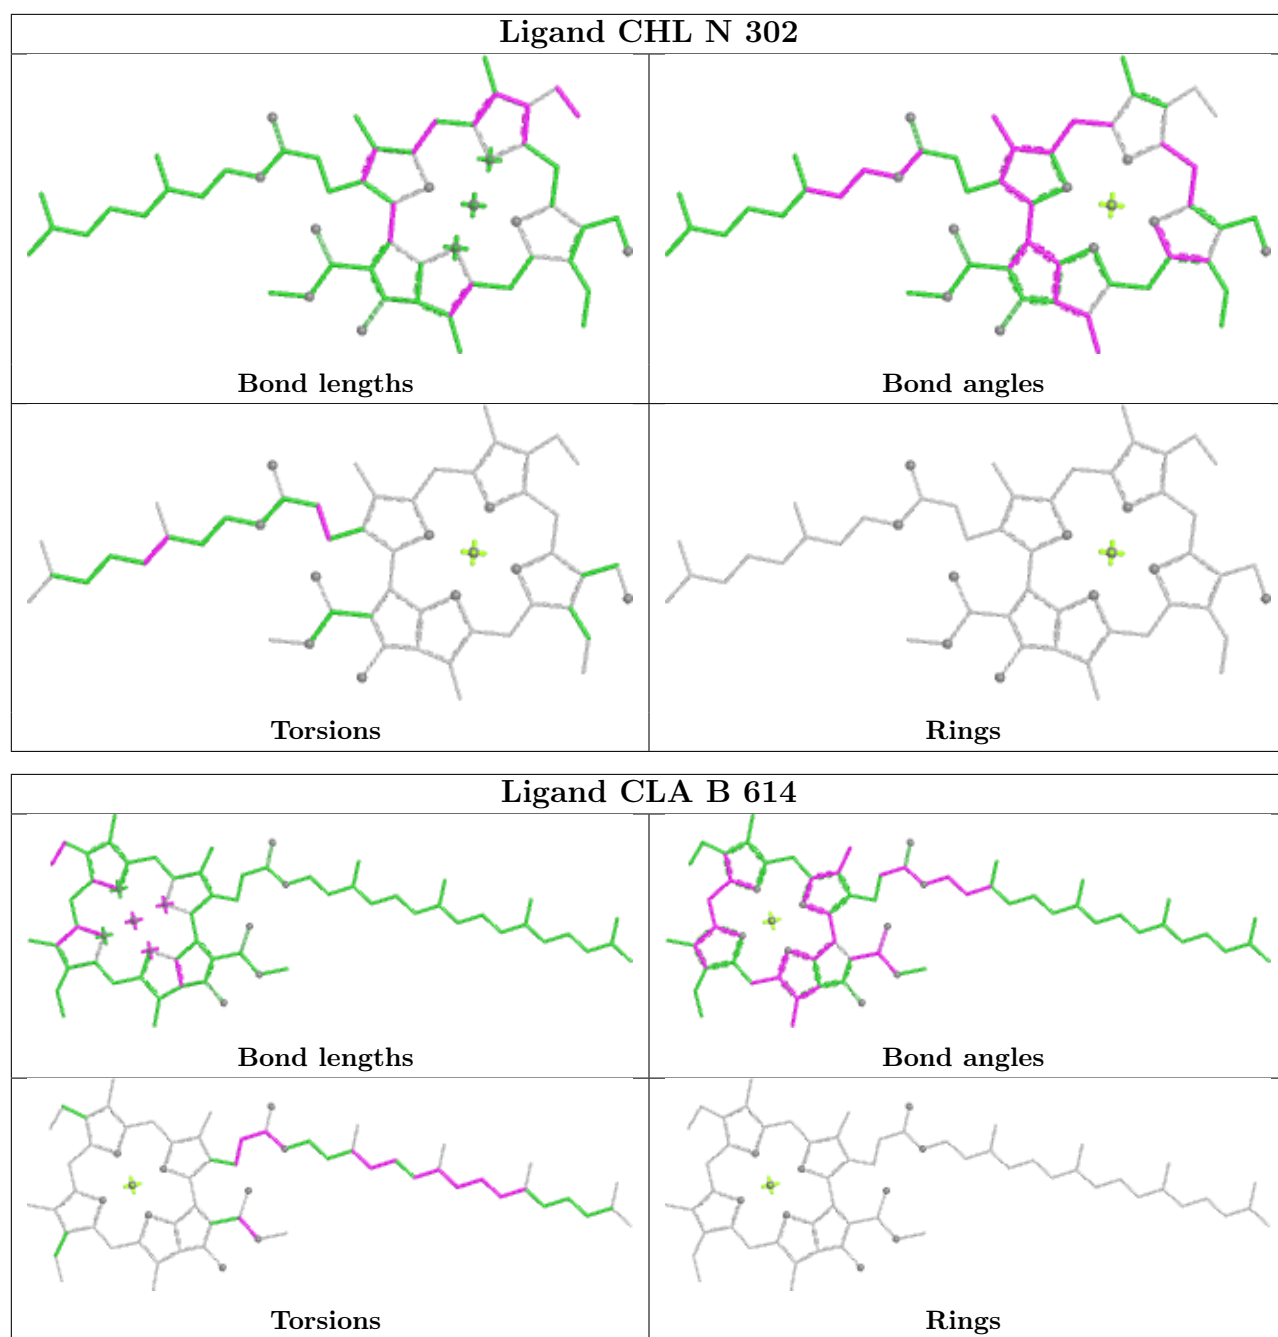 Ligand CHL N 302
Bond lengths
Bond angles
Torsions
Rings
Ligand CLA B 614
Bond lengths
Bond angles
Torsions
Rings